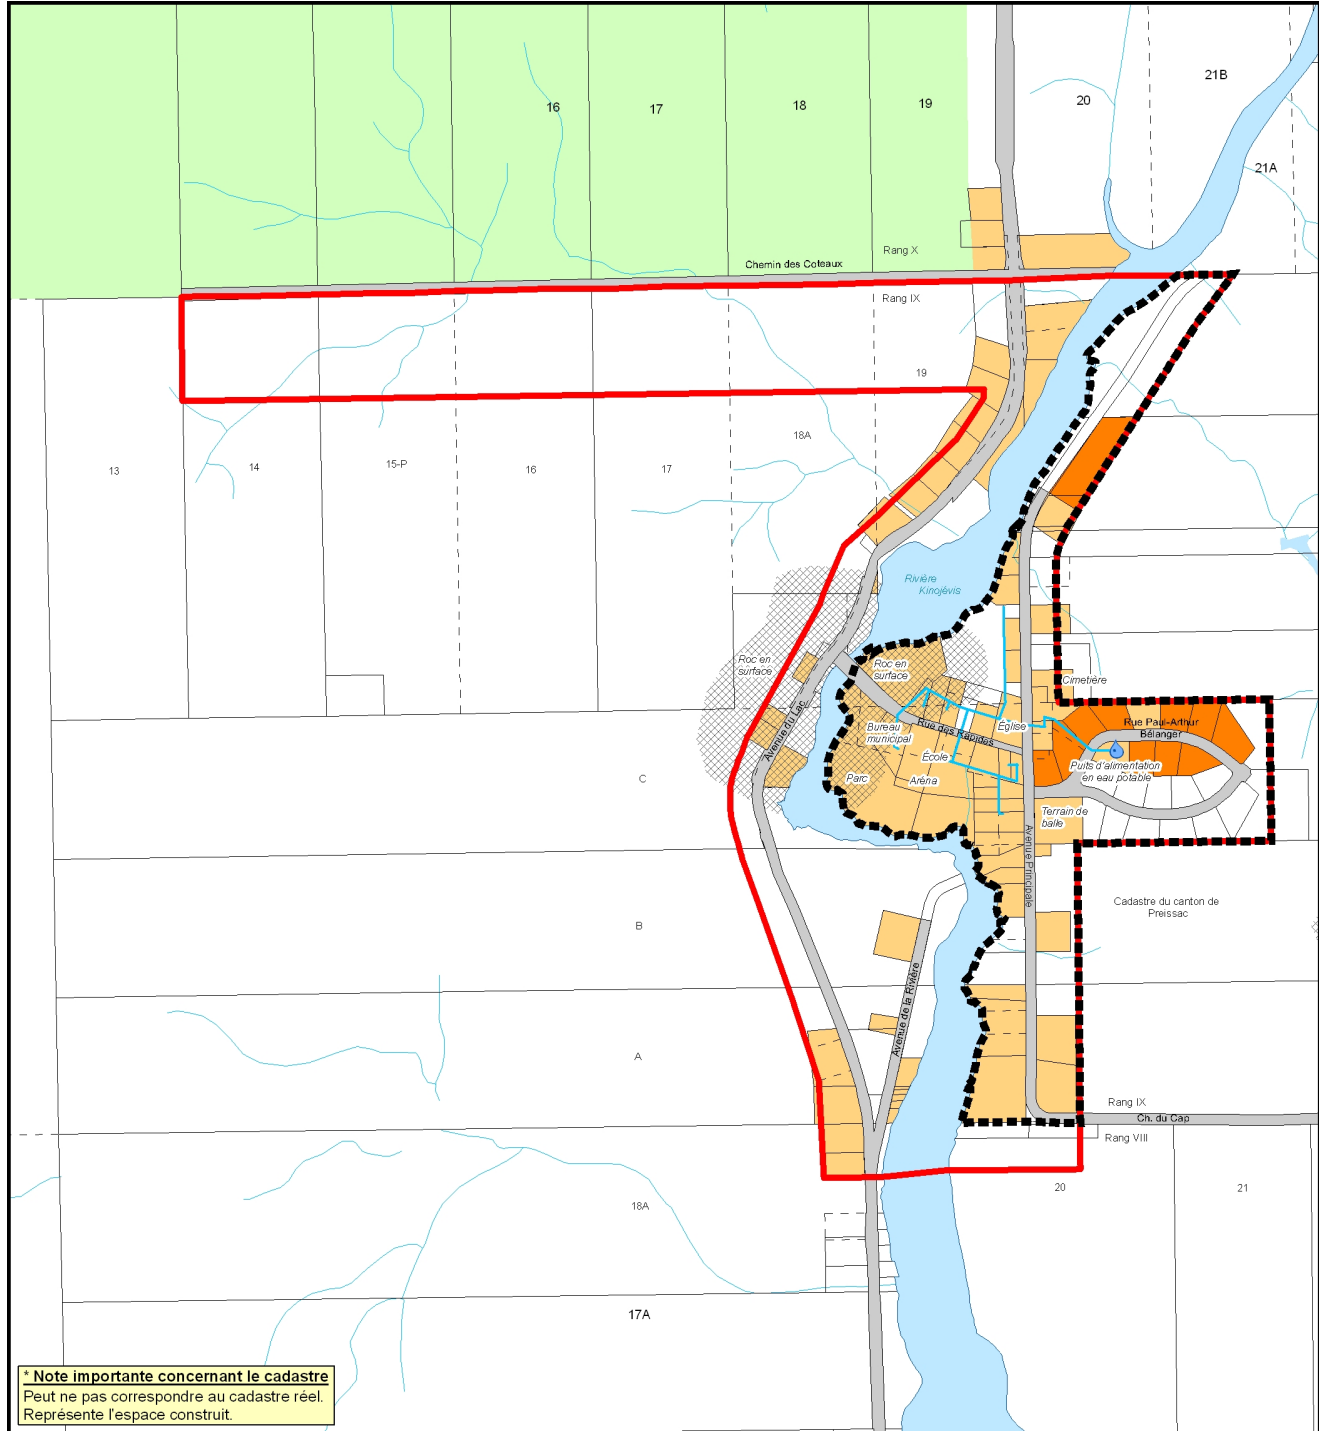 21B
20
16
17
18
19
21A
Rang X
Chemin des Coteaux
Rang IX
19
18A
13
14
15-P
16
17
Rivière
Kinojévis
Roc en
surface
Roc en
surface
Cimetière
Avenue du Lac
Bureau
municipal
Rue des Rapides
Église
Rue Paul-Arthur
Bélanger
École
Puits d'alimentation
en eau potable
C
Parc
Aréna
Terrain de
balle
Avenue Principale
Cadastre du canton de
Preissac
B
Avenue de la Rivière
A
Rang IX
Ch. du Cap
Rang VIII
20
21
18A
17A
* Note importante concernant le cadastre
Peut ne pas correspondre au cadastre réel.
Représente l'espace construit.